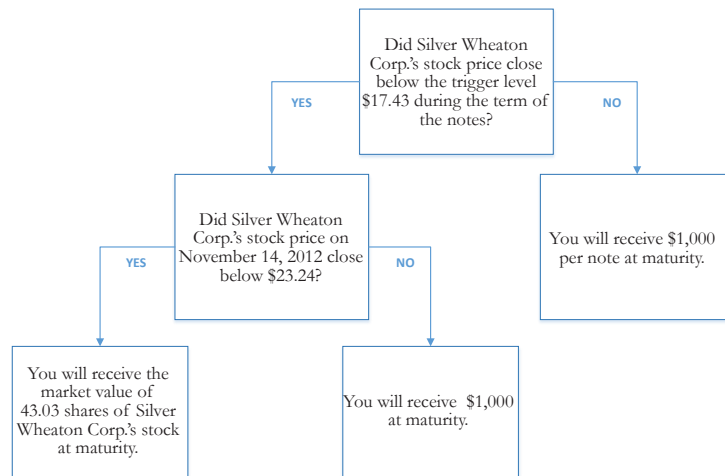 Did Silver Wheaton
Corp.'s stock price close
below the trigger level
$17.43 during the term of
the notes?
YES
NO
Did Silver Wheaton
Corp.'s stock price on
November 14, 2012 close
below $23.24?
You will receive $1,000
per note at maturity.
YES
NO
You will receive the
market value of
43.03 shares of Silver
Wheaton Corp.'s stock
at maturity.
You will receive $1,000
at maturity.